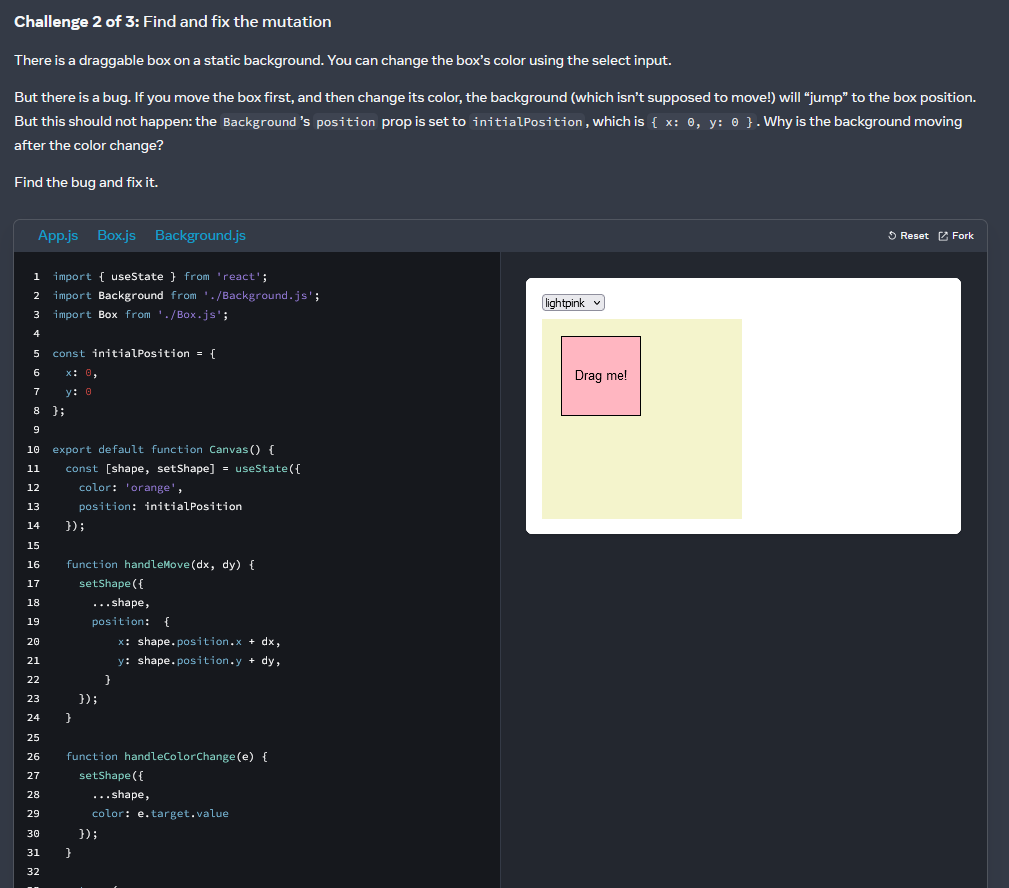 Challenge 2 of 3: Find and fix the mutation
There is a draggable box on a static background. You can change the box’s color using the select input.
But there is a bug. If you move the box first, and then change its color, the background (which isn’t supposed to move!) will “jump” to the box position.
But this should not happen: the Background’s position prop is set to initialPosition, which is { x: 0, y: 0 }. Why is the background moving
after the color change?
Find the bug and fix it.
App.js Box.js Background.js Reset Fork
1 import { useState } from 'react';
2 import Background from './Background.js';
3 import Box from './Box.js';
4
5 const initialPosition = {
6   x: 0,
7   y: 0
8 };
9
10 export default function Canvas() {
11   const [shape, setShape] = useState({
12     color: 'orange',
13     position: initialPosition
14   });
15
16   function handleMove(dx, dy) {
17     setShape({
18       ...shape,
19       position:  {
20           x: shape.position.x + dx,
21           y: shape.position.y + dy,
22         }
23     });
24   }
25
26   function handleColorChange(e) {
27     setShape({
28       ...shape,
29       color: e.target.value
30     });
31   }
32
lightpink
Drag me!